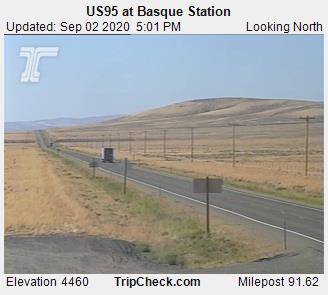 US95 at Basque Station
Updated: Sep 02 2020 5:01 PM Looking North
Elevation 4460 TripCheck.com Milepost 91.62